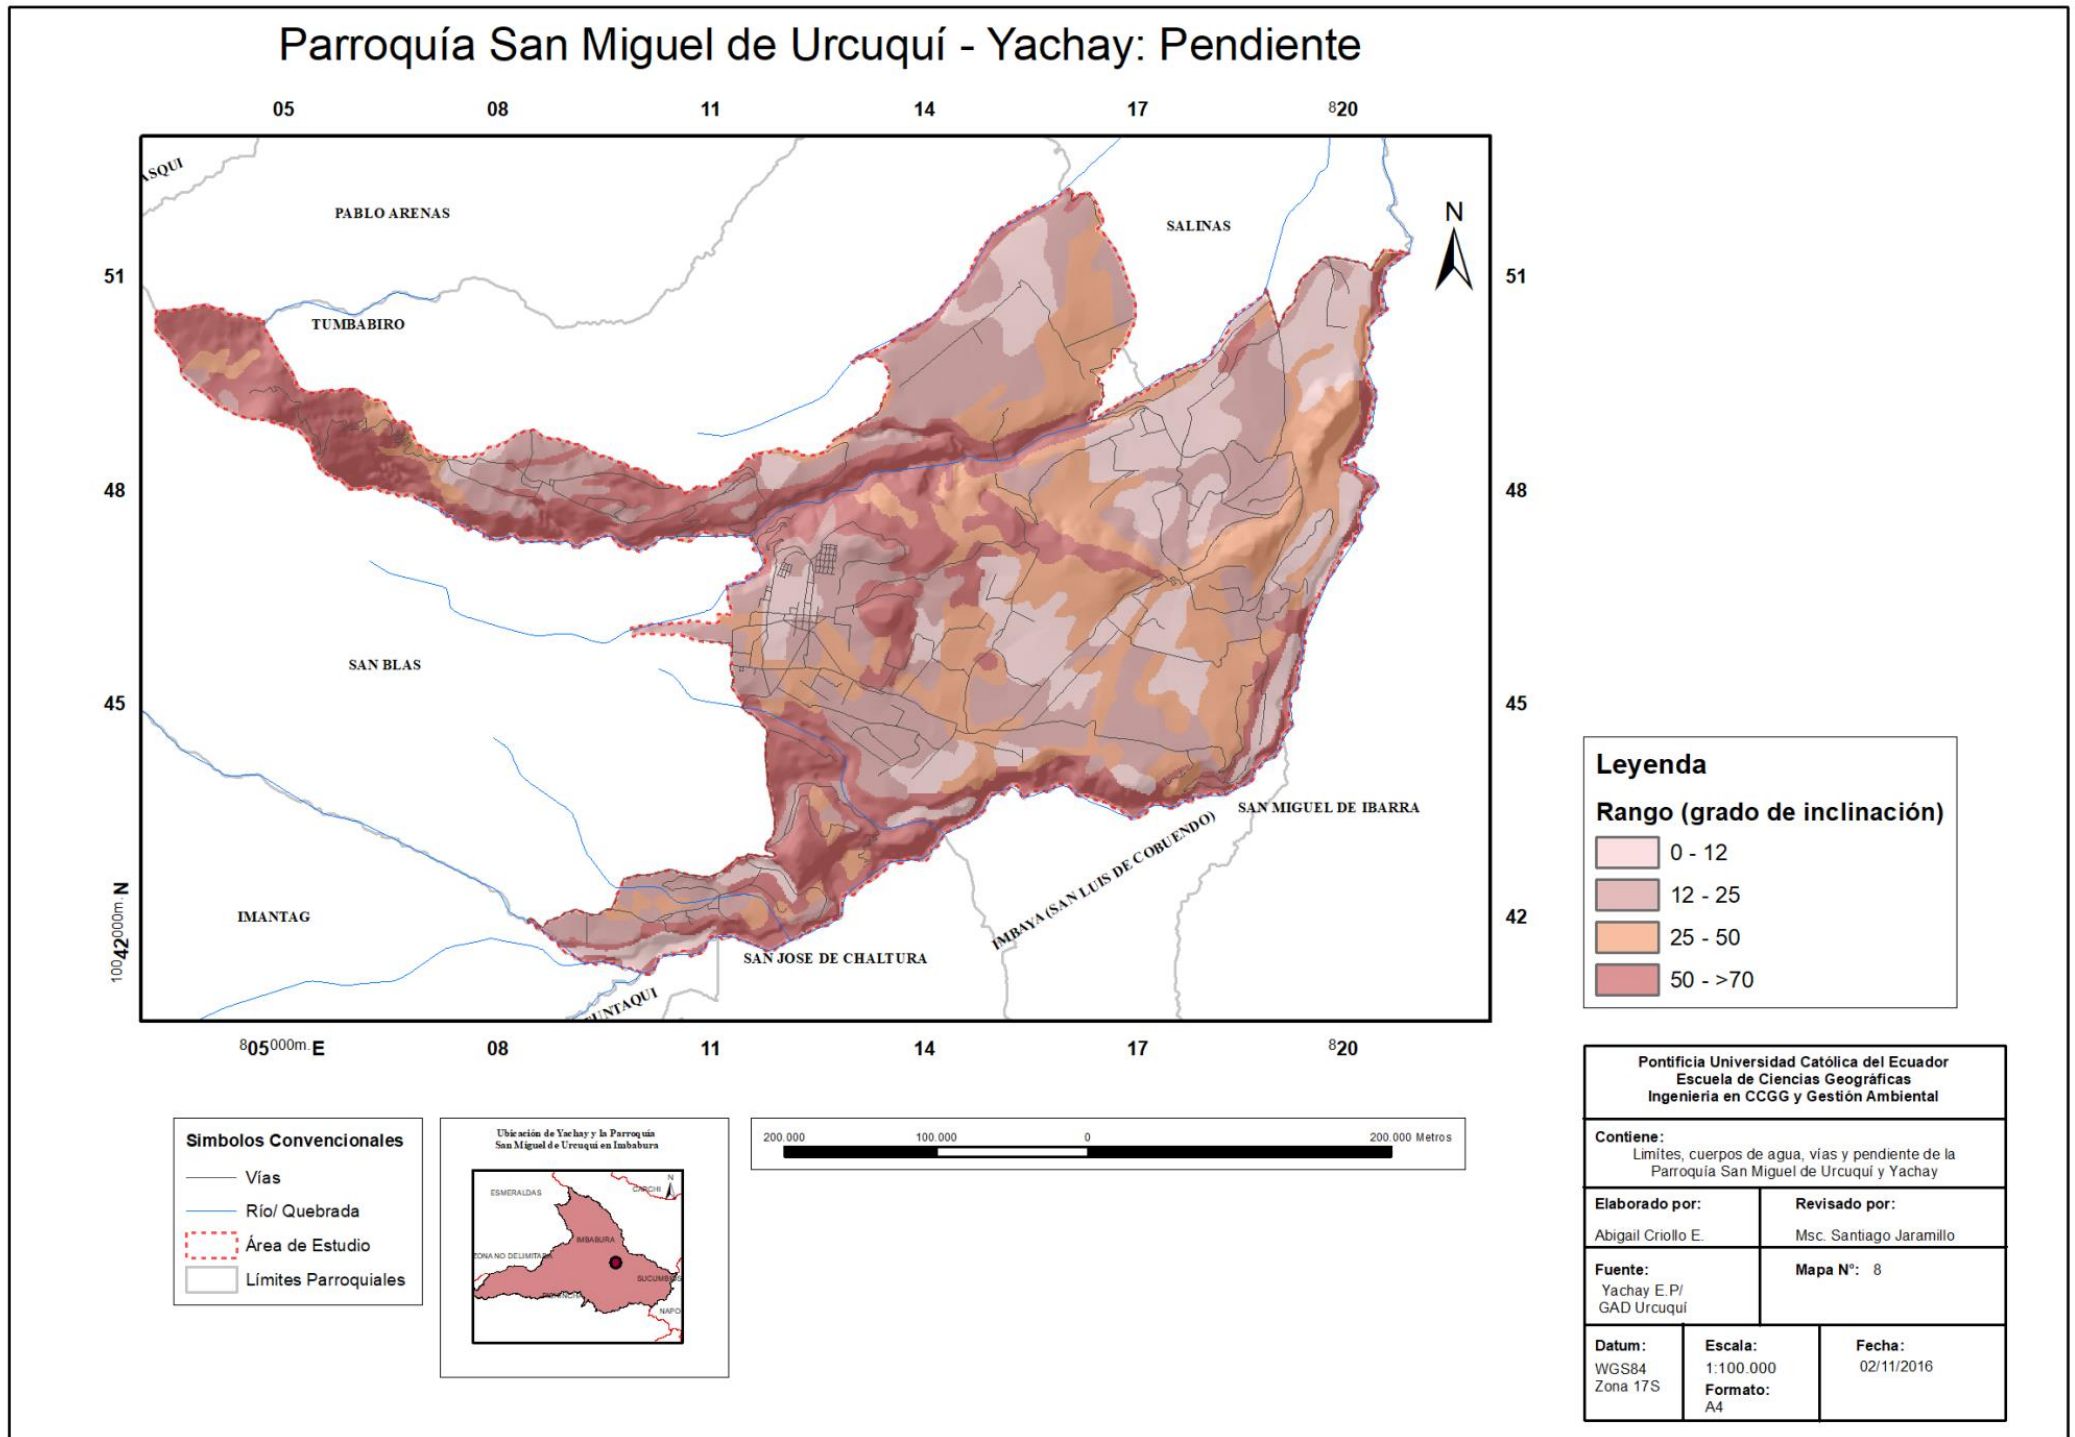 Parroquía San Miguel de Urcuquí - Yachay: Pendiente
05 08 11 14 17 820
ASQUI
PABLO ARENAS
SALINAS
N
51 51
TUMBABIRO
48 48
SAN BLAS
45 45
SAN MIGUEL DE IBARRA
IMBAYA (SAN LUIS DE COBUENDO)
IMANTAG
42 42
10042000m. N
SAN JOSE DE CHALTURA
TUNTAQUI
805000m. E 08 11 14 17 820
Leyenda
Rango (grado de inclinación)
0 - 12
12 - 25
25 - 50
50 - >70
Simbolos Convencionales
Vías
Río/ Quebrada
Área de Estudio
Límites Parroquiales
Ubicación de Yachay y la Parroquia
San Miguel de Urcuqui en Imbabura
N
ESMERALDAS
CARCHI
IMBABURA
ZONA NO DELIMITADA
SUCUMBIOS
PICHINCHA
NAPO
200.000 100.000 0 200.000 Metros
Pontificia Universidad Católica del Ecuador
Escuela de Ciencias Geográficas
Ingeniería en CCGG y Gestión Ambiental
Contiene:
Limítes, cuerpos de agua, vías y pendiente de la
Parroquía San Miguel de Urcuquí y Yachay
Elaborado por:
Abigail Criollo E.
Revisado por:
Msc. Santiago Jaramillo
Fuente:
Yachay E.P/
GAD Urcuquí
Mapa N°: 8
Datum:
WGS84
Zona 17S
Escala:
1:100.000
Formato:
A4
Fecha:
02/11/2016